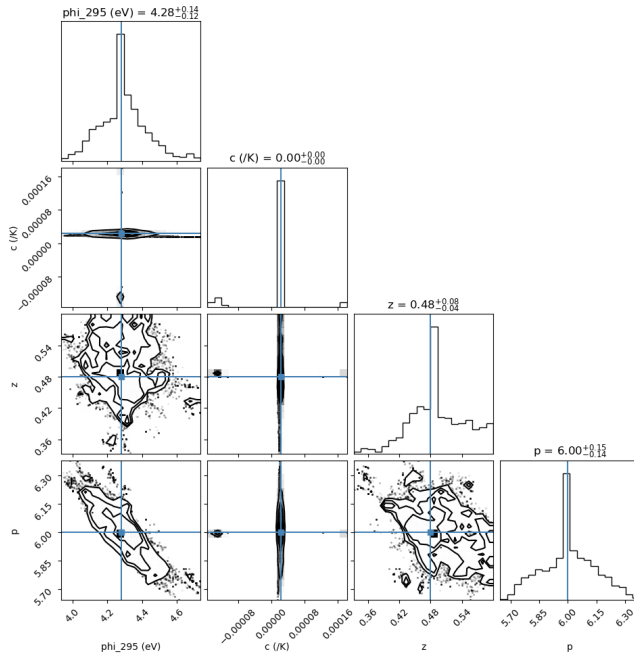 phi_295 (eV) = 4.28+0.14−0.12
c (/K) = 0.00+0.00−0.00
c (/K)
0.00016
0.00008
0.00000
−0.00008
z = 0.48+0.08−0.04
z
0.54
0.48
0.42
0.36
p = 6.00+0.15−0.14
p
6.30
6.15
6.00
5.85
5.70
4.0 4.2 4.4 4.6
−0.00008 0.00000 0.00008 0.00016
0.36 0.42 0.48 0.54
5.70 5.85 6.00 6.15 6.30
phi_295 (eV) c (/K) z p